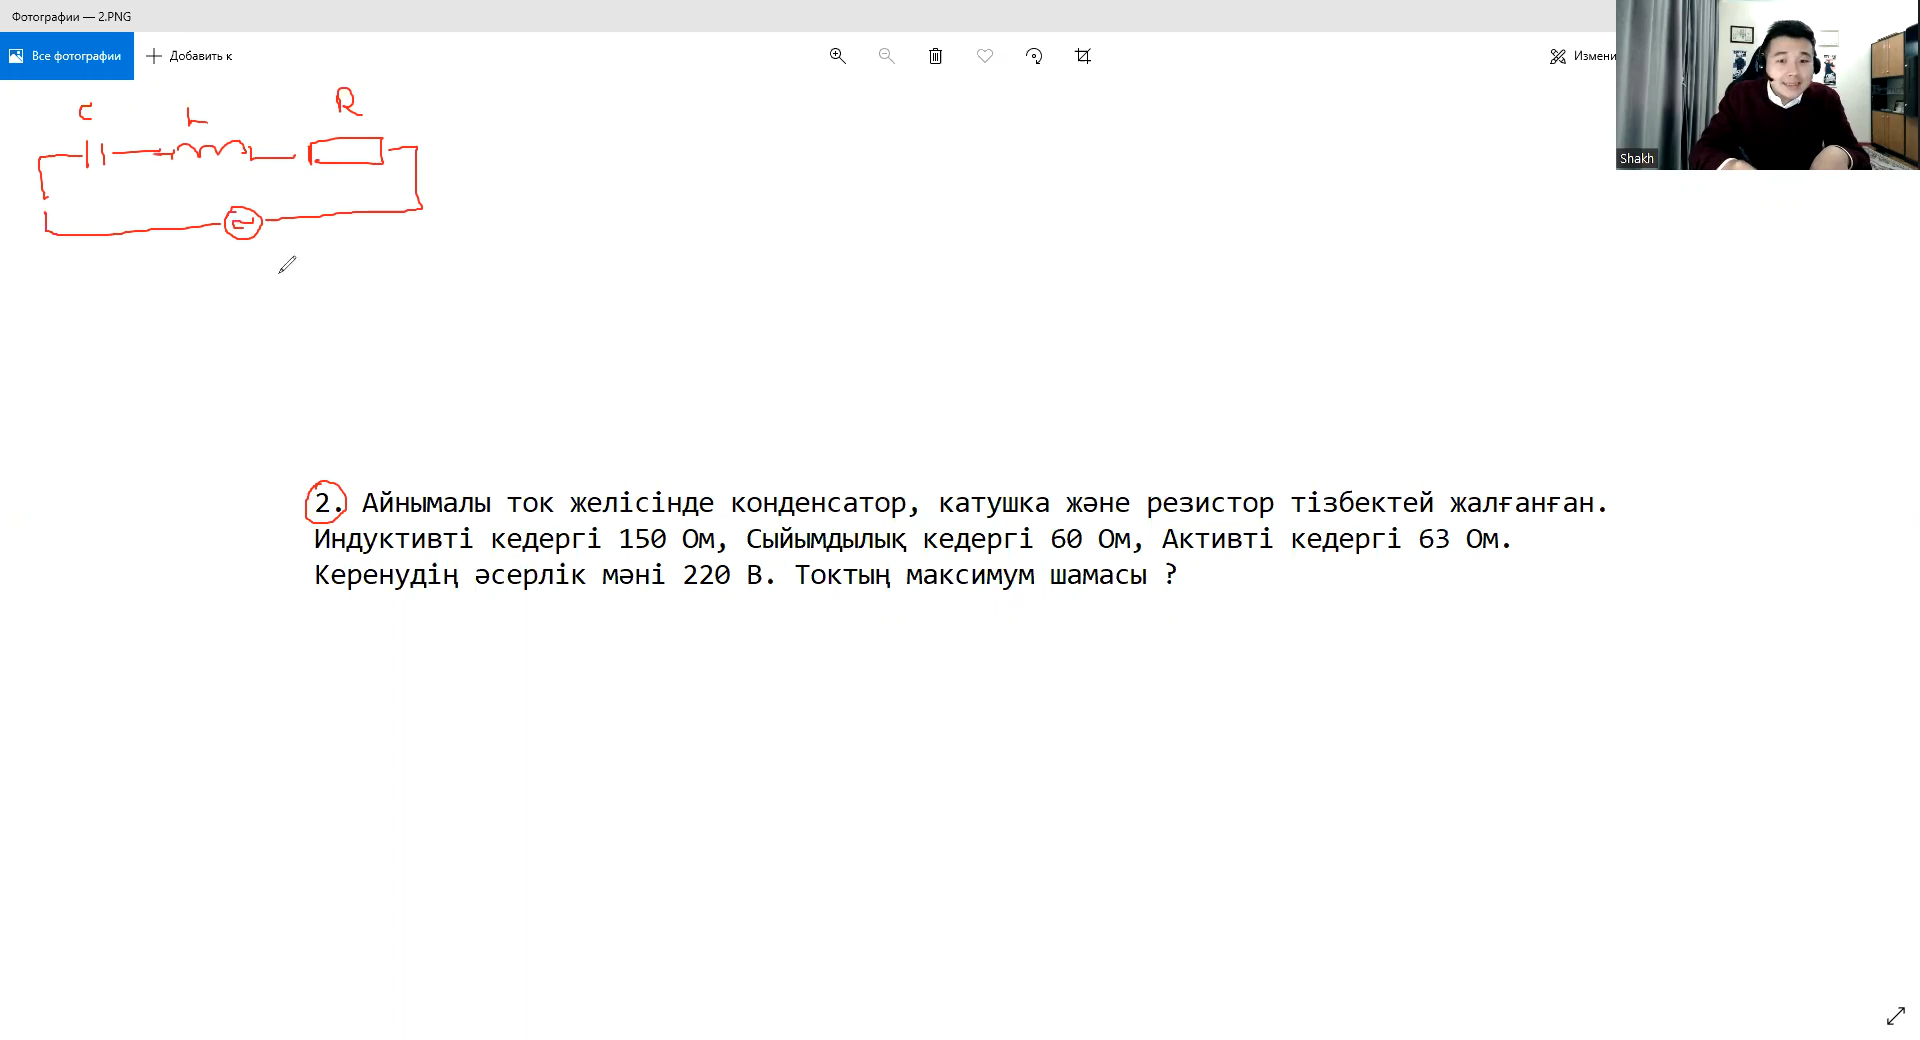 Фотографии — 2.PNG
Все фотографии
Добавить к
Измени
Shakh
C L R
2. Айнымалы ток желісінде конденсатор, катушка және резистор тізбектей жалғанған.
Индуктивті кедергі 150 Ом, Сыйымдылық кедергі 60 Ом, Активті кедергі 63 Ом.
Керенудің әсерлік мәні 220 В. Токтың максимум шамасы ?